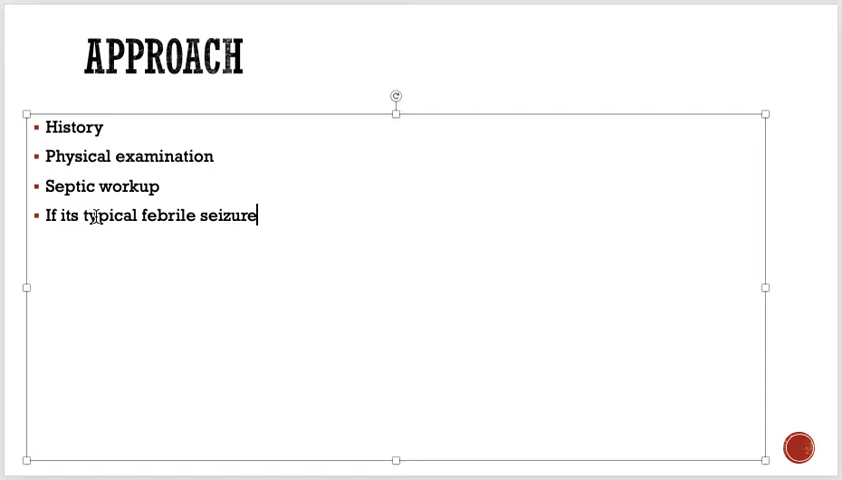 APPROACH
History
Physical examination
Septic workup
If its typical febrile seizure